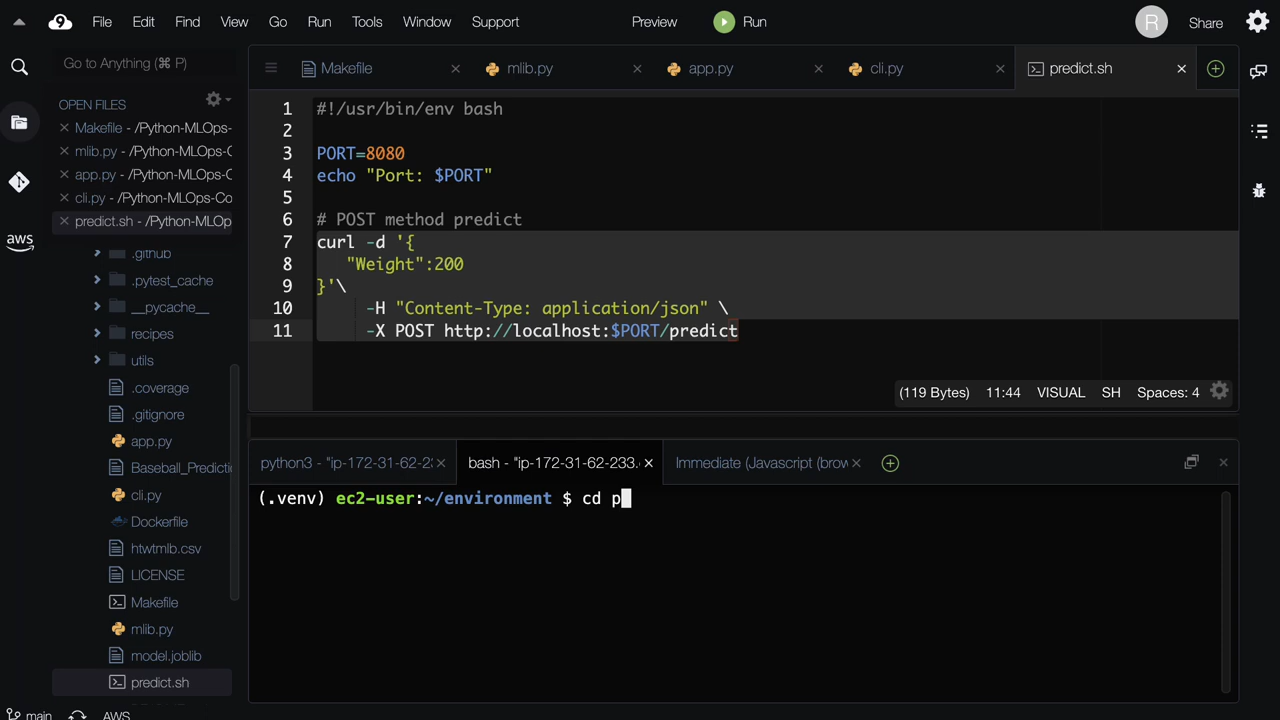 9 File Edit Find View Go Run Tools Window Support Preview Run R Share
Go to Anything (⌘ P)
Makefile mlib.py app.py cli.py predict.sh
OPEN FILES
Makefile - /Python-MLOps-
mlib.py - /Python-MLOps-C
app.py - /Python-MLOps-C
cli.py - /Python-MLOps-Co
predict.sh - /Python-MLOp
aws
.github
.pytest_cache
__pycache__
recipes
utils
.coverage
.gitignore
app.py
Baseball_Predicti
cli.py
Dockerfile
htwtmlb.csv
LICENSE
Makefile
mlib.py
model.joblib
predict.sh
main AWS
1 #!/usr/bin/env bash
2
3 PORT=8080
4 echo "Port: $PORT"
5
6 # POST method predict
7 curl -d '{
8 "Weight":200
9 }'\
10 -H "Content-Type: application/json" \
11 -X POST http://localhost:$PORT/predict
(119 Bytes) 11:44 VISUAL SH Spaces: 4
python3 - "ip-172-31-62-23 bash - "ip-172-31-62-233. Immediate (Javascript (brow
(.venv) ec2-user:~/environment $ cd p